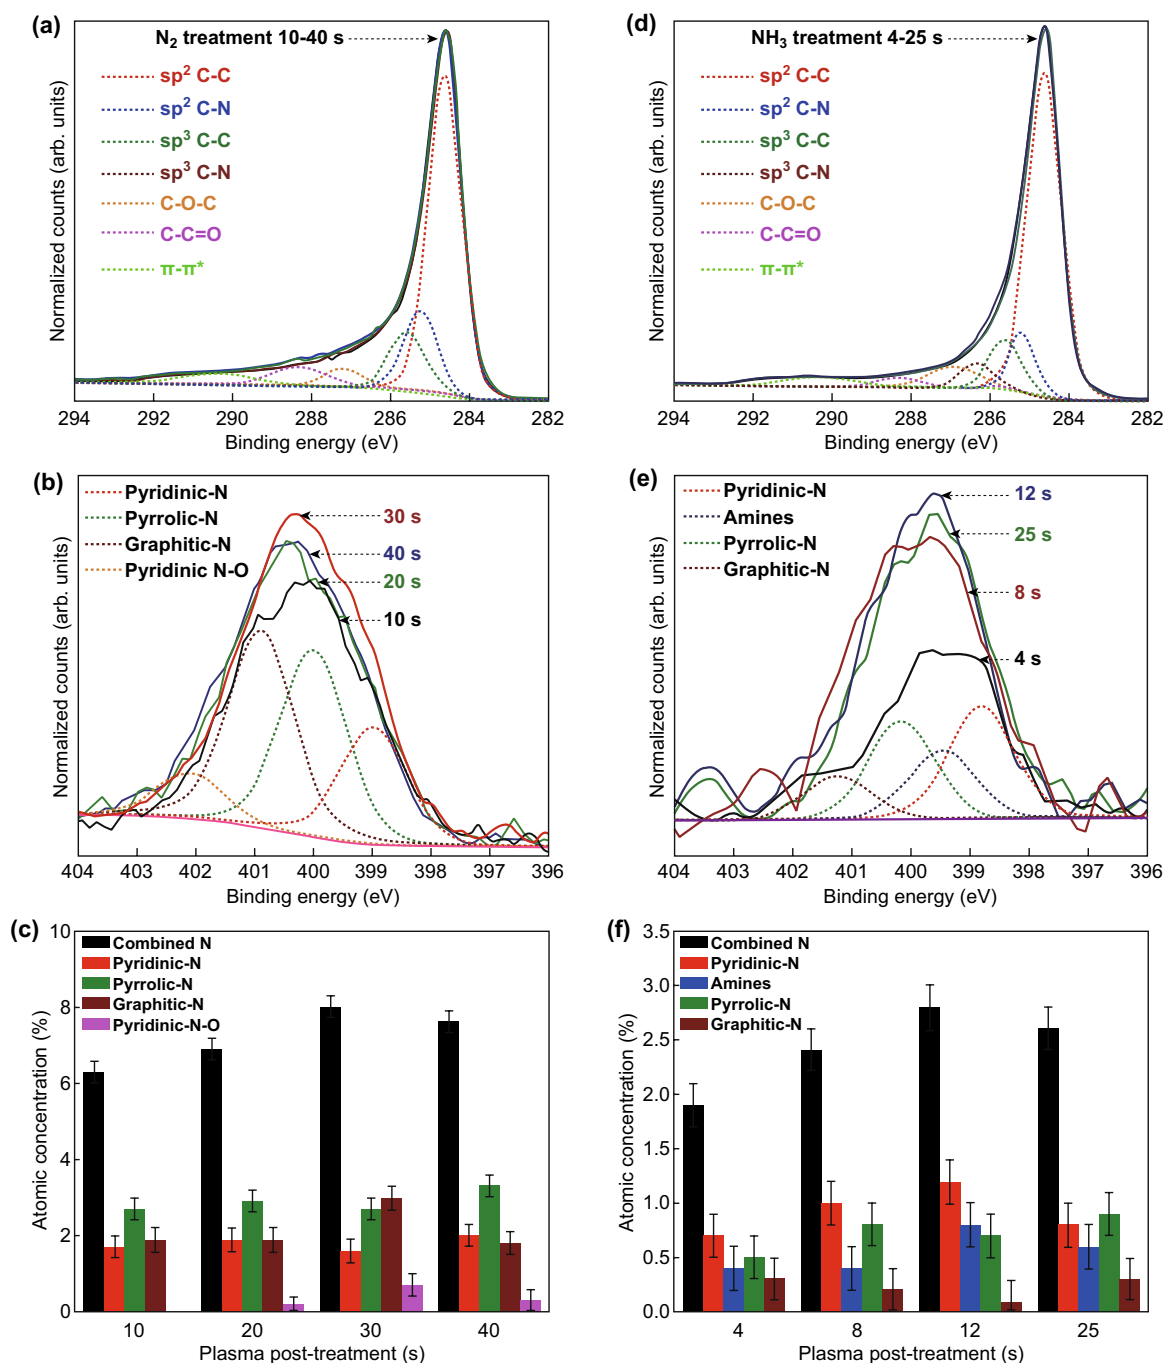 (a)
N2 treatment 10-40 s
sp2 C-C
sp2 C-N
sp3 C-C
sp3 C-N
C-O-C
C-C=O
π-π*
Normalized counts (arb. units)
294 292 290 288 286 284 282
Binding energy (eV)
(d)
NH3 treatment 4-25 s
sp2 C-C
sp2 C-N
sp3 C-C
sp3 C-N
C-O-C
C-C=O
π-π*
Normalized counts (arb. units)
294 292 290 288 286 284 282
Binding energy (eV)
(b)
Pyridinic-N
Pyrrolic-N
Graphitic-N
Pyridinic N-O
30 s
40 s
20 s
10 s
Normalized counts (arb. units)
404 403 402 401 400 399 398 397 396
Binding energy (eV)
(e)
Pyridinic-N
Amines
Pyrrolic-N
Graphitic-N
12 s
25 s
8 s
4 s
Normalized counts (arb. units)
404 403 402 401 400 399 398 397 396
Binding energy (eV)
(c)
Combined N
Pyridinic-N
Pyrrolic-N
Graphitic-N
Pyridinic-N-O
Atomic concentration (%)
10
8
6
4
2
0
10 20 30 40
Plasma post-treatment (s)
(f)
Combined N
Pyridinic-N
Amines
Pyrrolic-N
Graphitic-N
Atomic concentration (%)
3.5
3.0
2.5
2.0
1.5
1.0
0.5
0.0
4 8 12 25
Plasma post-treatment (s)